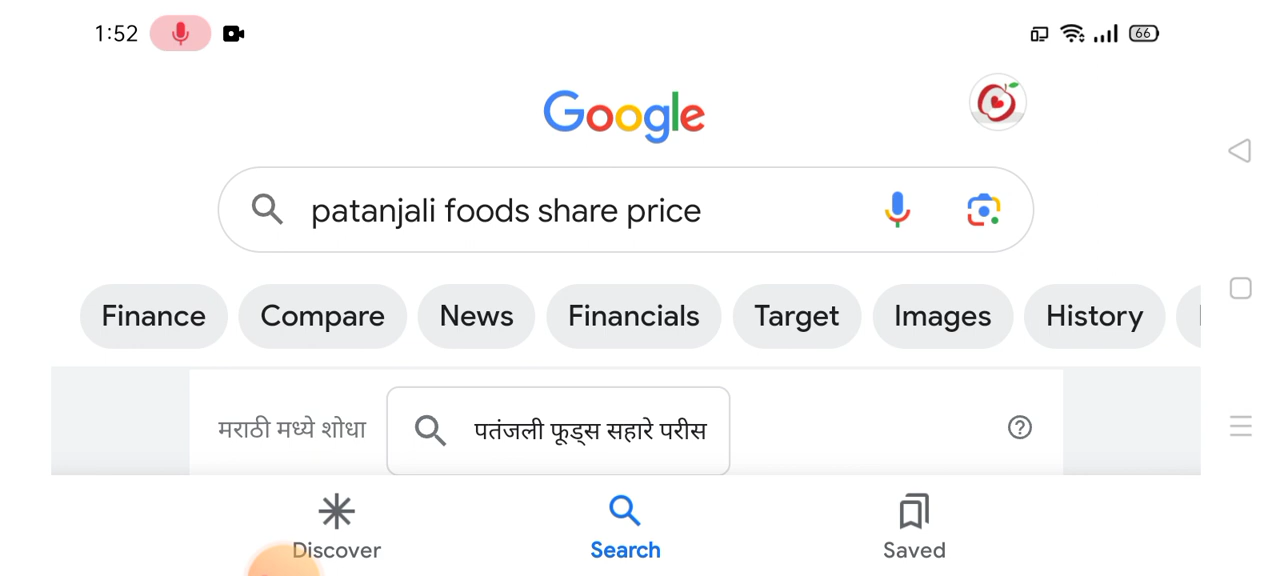 1:52
66
Google
patanjali foods share price
Finance Compare News Financials Target Images History
मराठी मध्ये शोधा पतंजली फूड्स सहारे परीस
Discover Search Saved